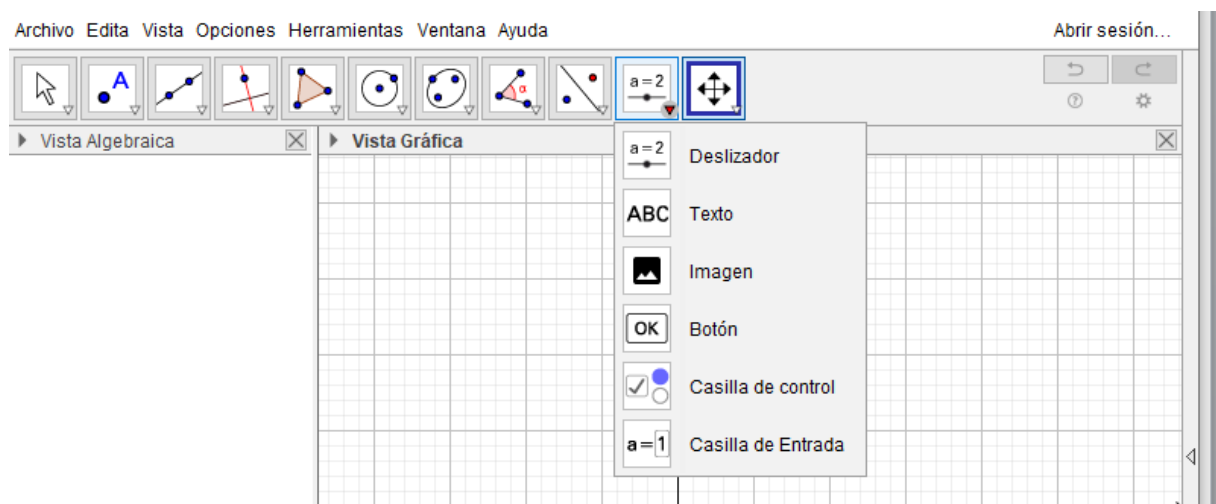 Archivo Edita Vista Opciones Herramientas Ventana Ayuda Abrir sesión...
A
α
a=2
Vista Algebraica
Vista Gráfica
a=2 Deslizador
ABC Texto
Imagen
OK Botón
Casilla de control
a=1 Casilla de Entrada